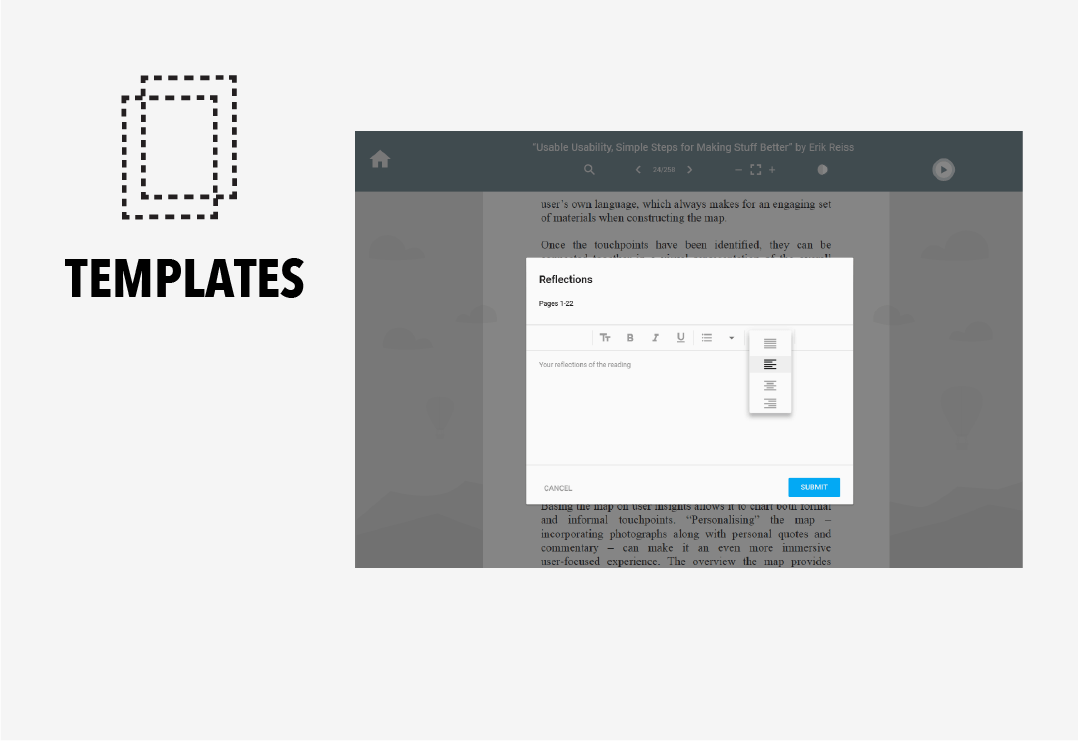 TEMPLATES
“Usable Usability, Simple Steps for Making Stuff Better” by Erik Reiss
24/250
user’s own language, which always makes for an engaging set
of materials when constructing the map.
Once the touchpoints have been identified, they can be
Reflections
Pages 1-22
Tт B I U
Your reflections of the reading
CANCEL
SUBMIT
Basing the map on user insights allows it to chart both formal
and informal touchpoints. “Personalising” the map –
incorporating photographs along with personal quotes and
commentary – can make it an even more immersive
user-focused experience. The overview the map provides